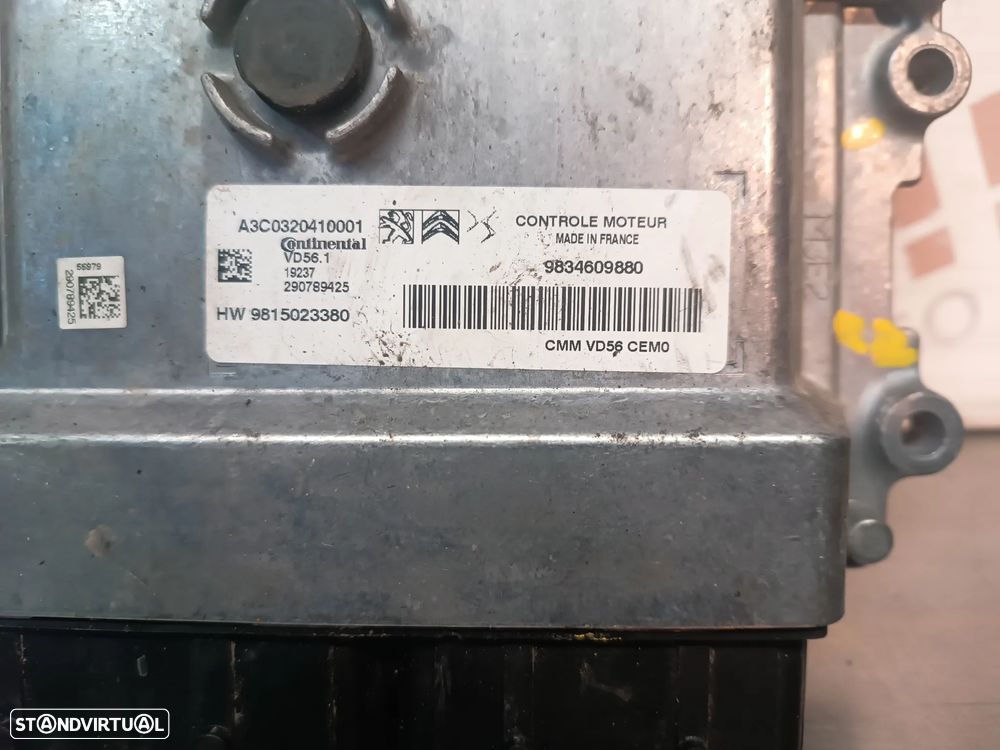 A3C0320410001
Continental
VD56.1
19237
290789425
HW 9815023380
CONTROLE MOTEUR
MADE IN FRANCE
9834609880
CMM VD56 CEM0
290789425
STANDVIRTUAL